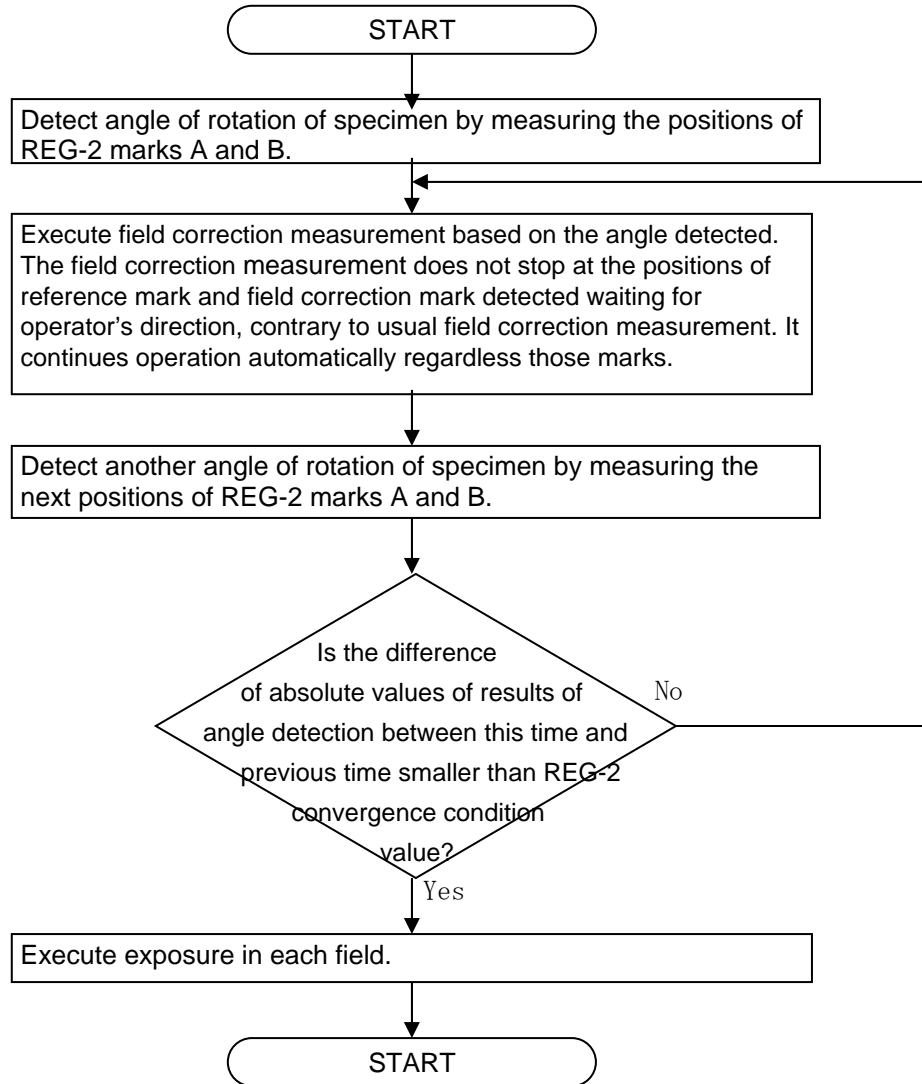 START
Detect angle of rotation of specimen by measuring the positions of
REG-2 marks A and B.
Execute field correction measurement based on the angle detected.
The field correction measurement does not stop at the positions of
reference mark and field correction mark detected waiting for
operator’s direction, contrary to usual field correction measurement. It
continues operation automatically regardless those marks.
Detect another angle of rotation of specimen by measuring the
next positions of REG-2 marks A and B.
Is the difference
of absolute values of results of
angle detection between this time and
previous time smaller than REG-2
convergence condition
value?
No
Yes
Execute exposure in each field.
START